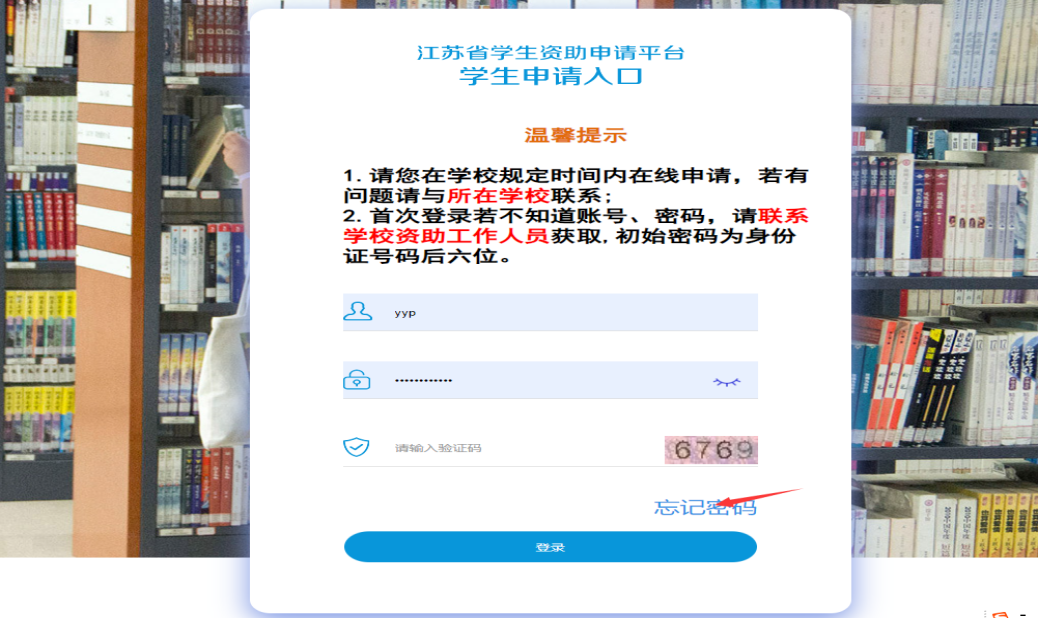 江苏省学生资助申请平台
学生申请入口
温馨提示
1. 请您在学校规定时间内在线申请，若有
问题请与所在学校联系;
2. 首次登录若不知道账号、密码，请联系
学校资助工作人员获取, 初始密码为身份
证号码后六位。
yyp
............
请输入验证码
6769
忘记密码
登录